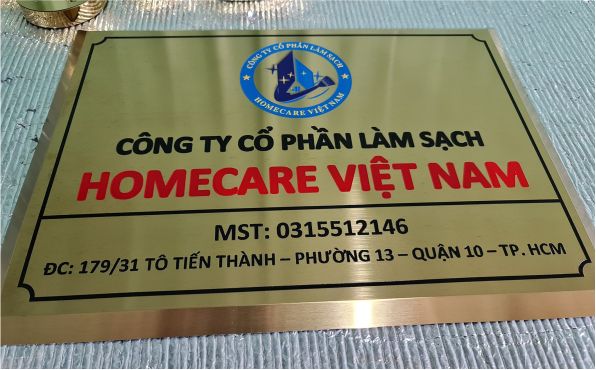 CÔNG TY CỔ PHẦN LÀM SẠCH
HOMECARE VIỆT NAM
CÔNG TY CỔ PHẦN LÀM SẠCH
HOMECARE VIỆT NAM
MST: 0315512146
ĐC: 179/31 TÔ TIẾN THÀNH – PHƯỜNG 13 – QUẬN 10 – TP. HCM